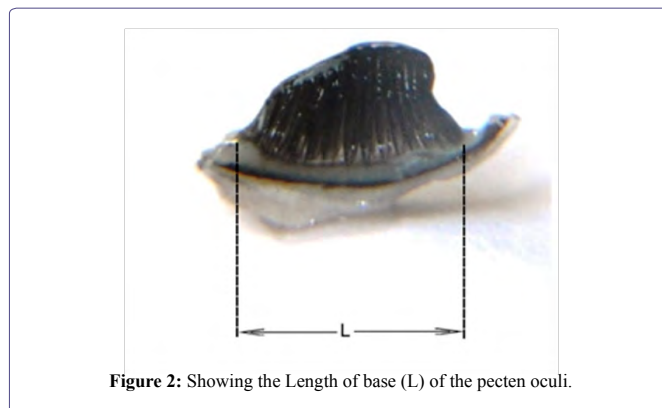 L
Figure 2: Showing the Length of base (L) of the pecten oculi.